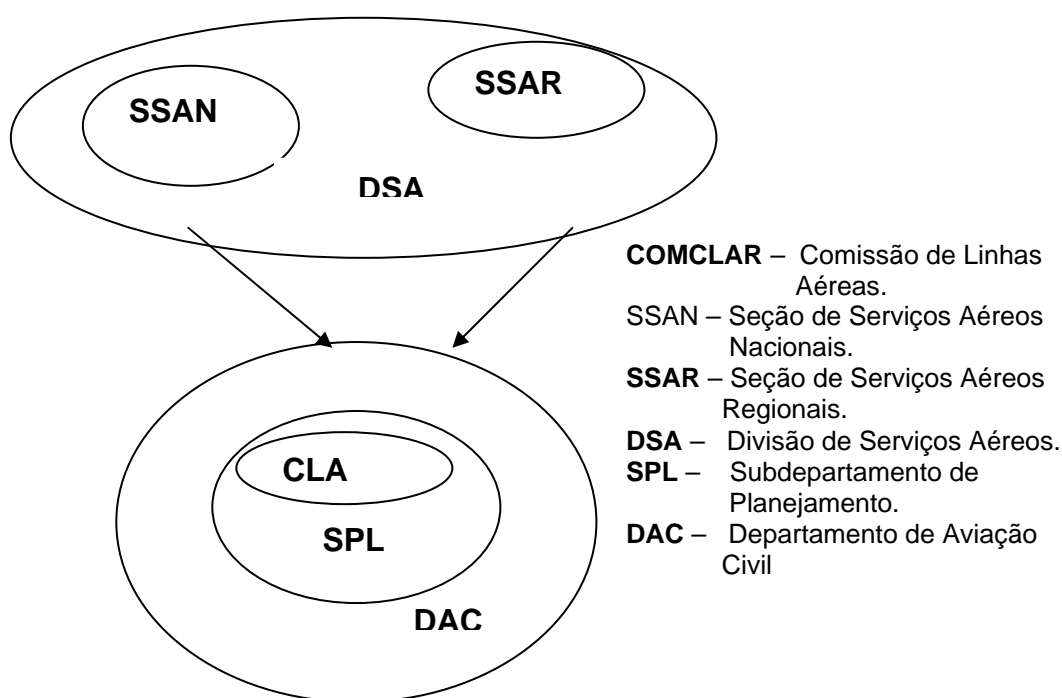 SSAN
SSAR
DSA
COMCLAR – Comissão de Linhas
Aéreas.
SSAN – Seção de Serviços Aéreos
Nacionais.
SSAR – Seção de Serviços Aéreos
Regionais.
DSA – Divisão de Serviços Aéreos.
SPL – Subdepartamento de
Planejamento.
DAC – Departamento de Aviação
Civil
CLA
SPL
DAC